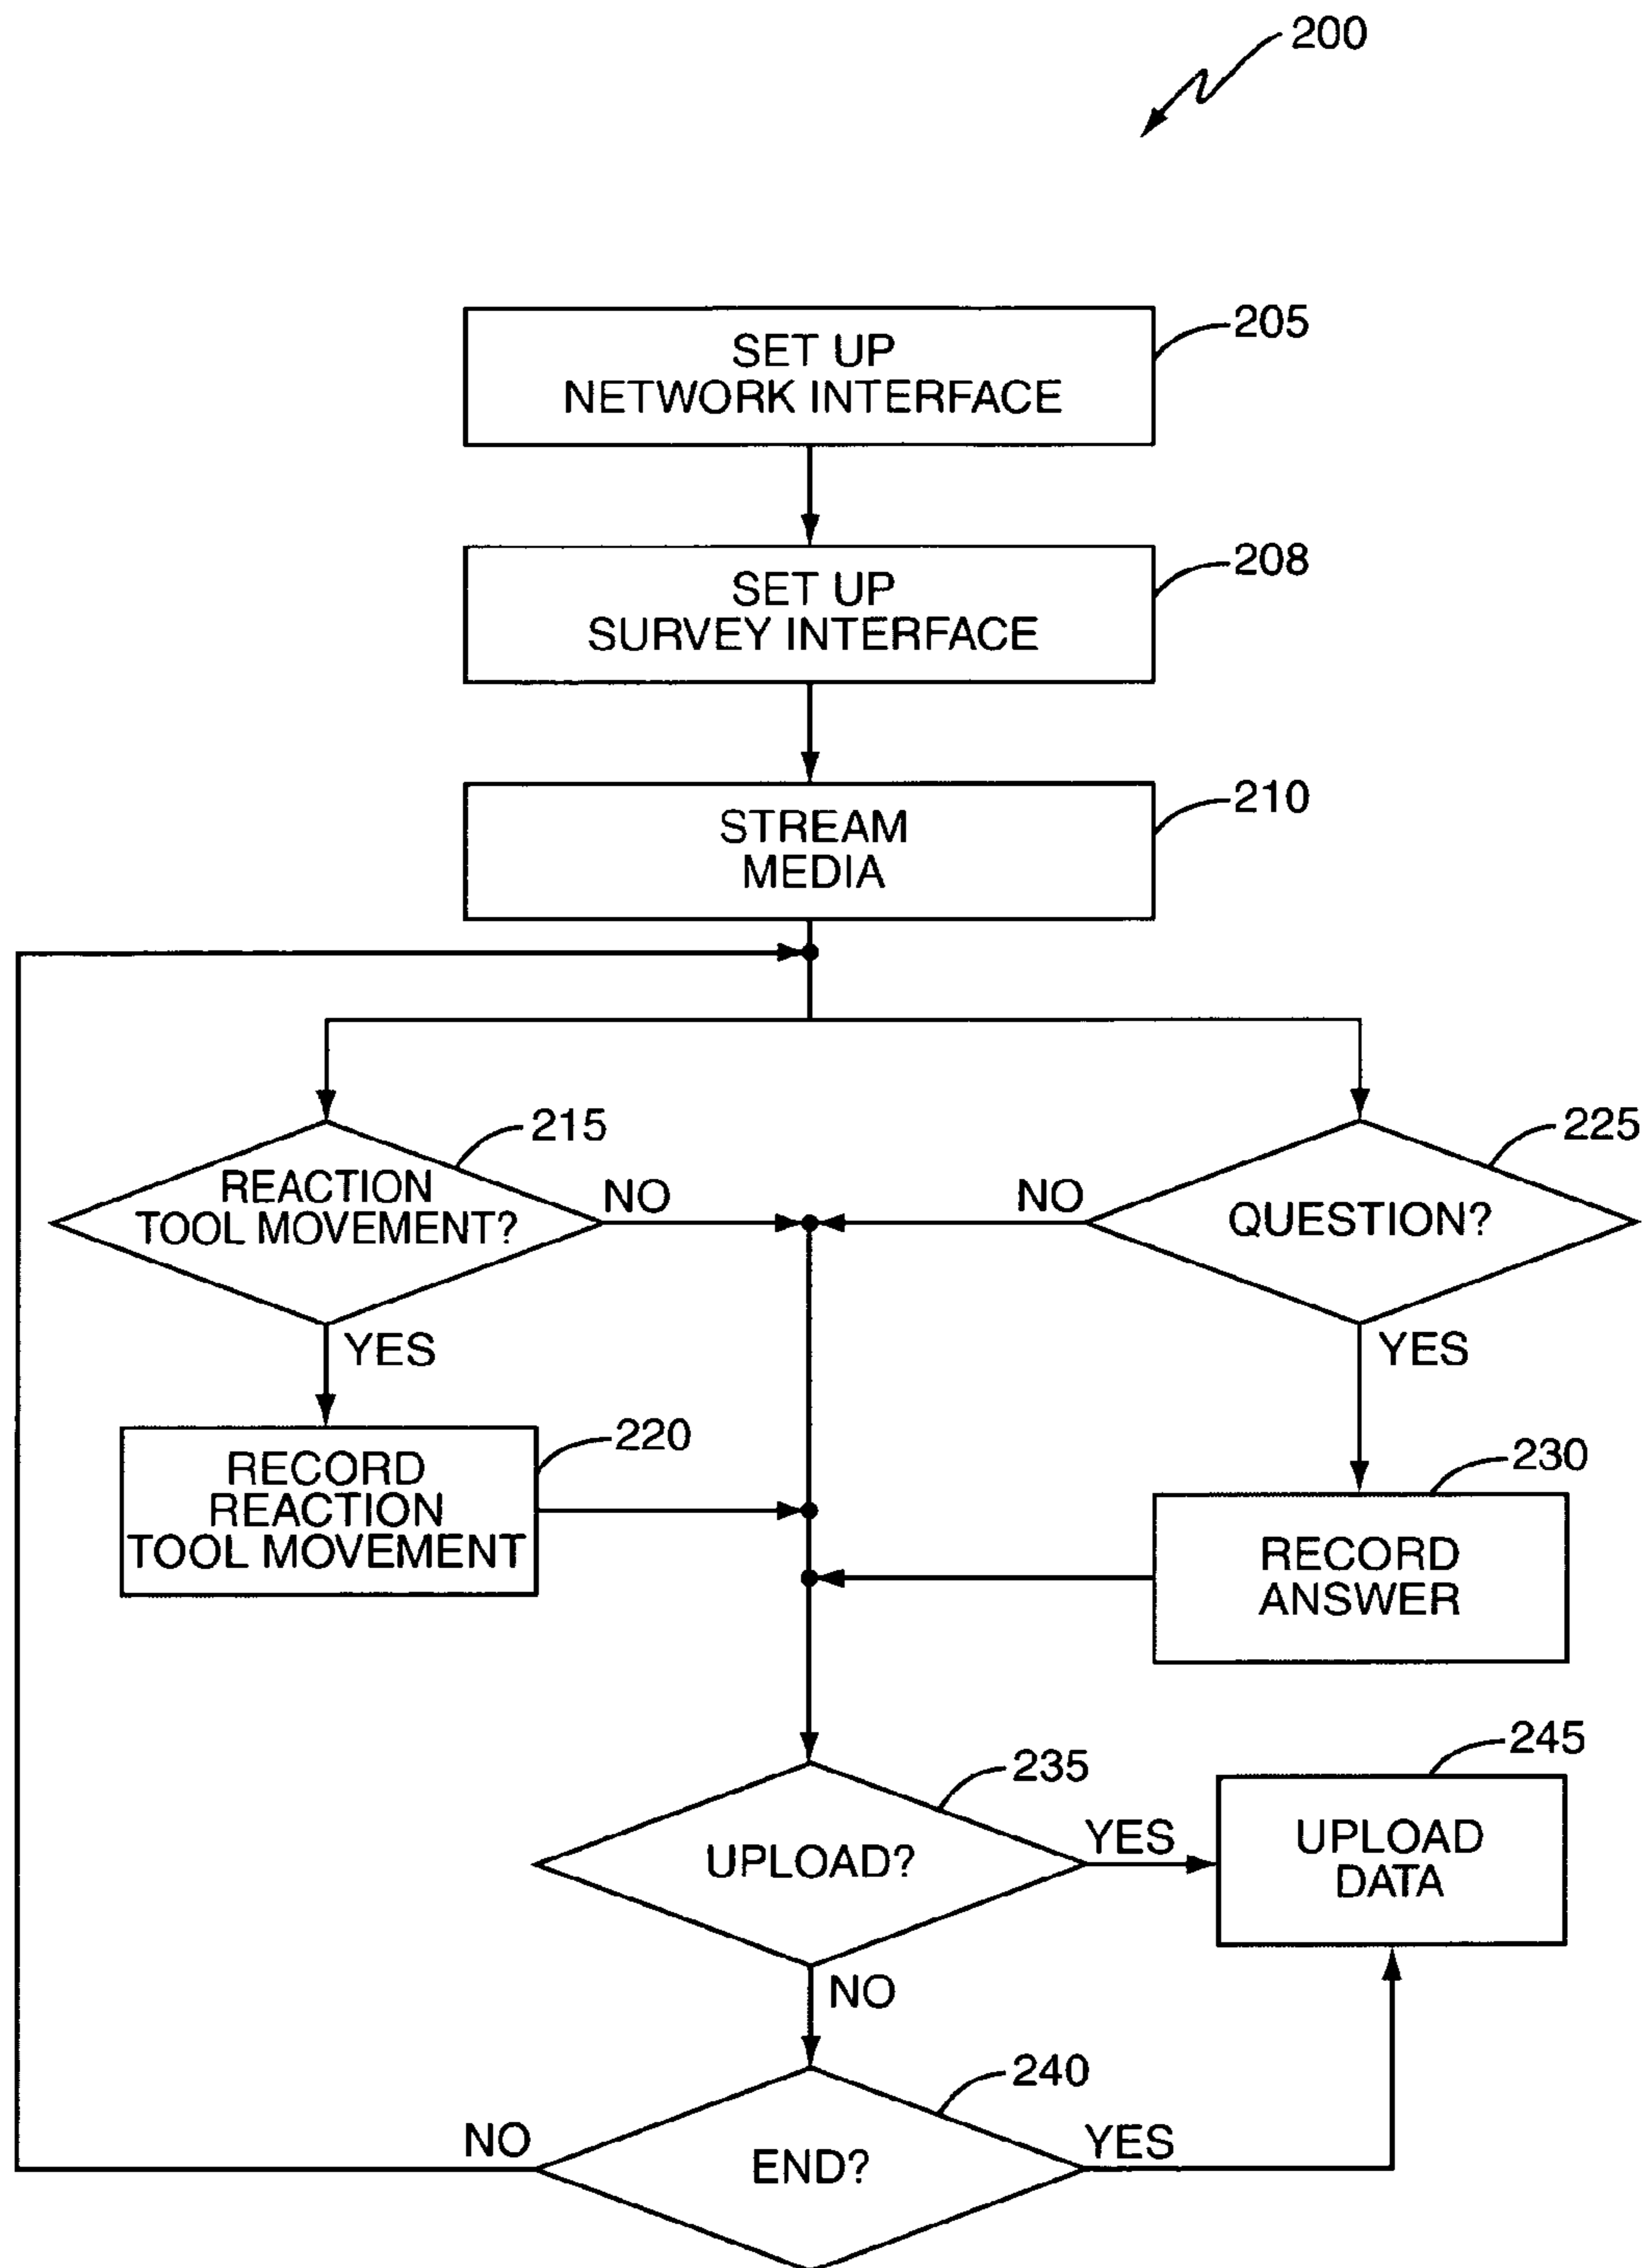 200
SET UP
NETWORK INTERFACE
205
SET UP
SURVEY INTERFACE
208
STREAM
MEDIA
210
REACTION
TOOL MOVEMENT?
215
NO
YES
NO
QUESTION?
225
YES
RECORD
REACTION
TOOL MOVEMENT
220
RECORD
ANSWER
230
UPLOAD?
235
YES
NO
UPLOAD
DATA
245
END?
240
NO
YES